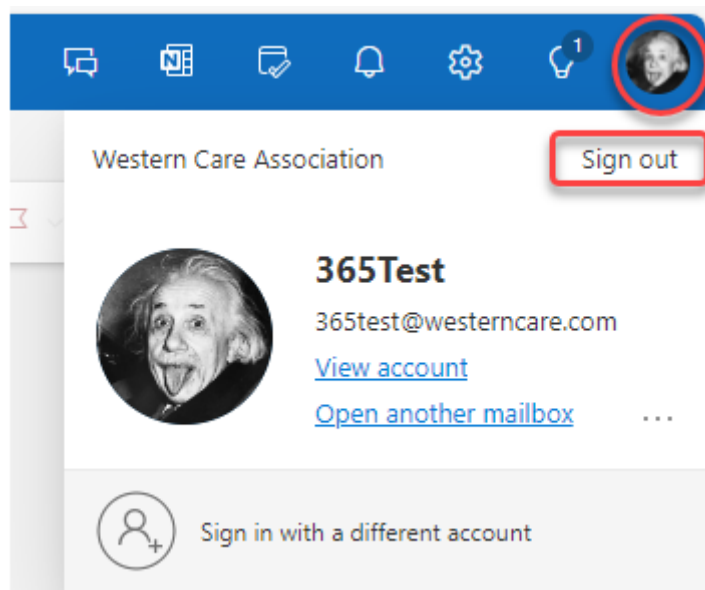 N
1
Western Care Association
Sign out
365Test
365test@westerncare.com
View account
Open another mailbox
...
Sign in with a different account